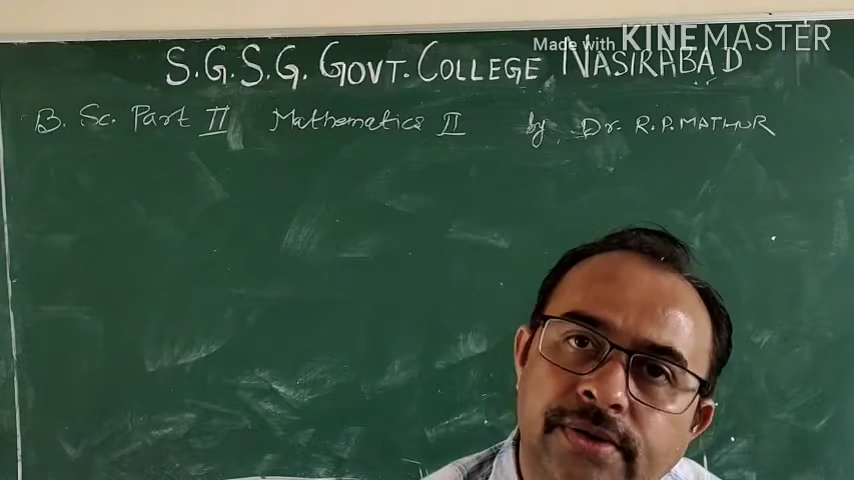 Made with KINEMASTER
S.G.S.G. GOVT. COLLEGE NASIRABAD
B. Sc. Part II Mathematics II by Dr. R.P. MATHUR